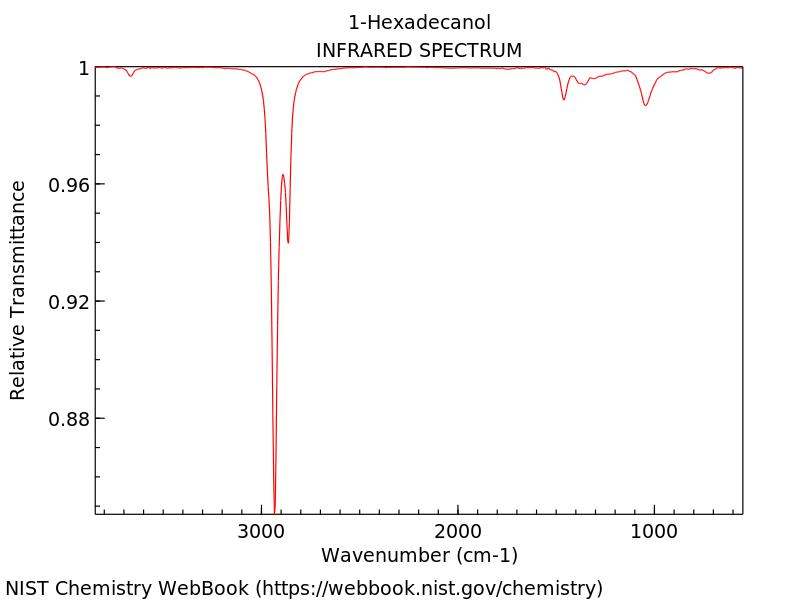 1-Hexadecanol
INFRARED SPECTRUM
1
0.96
0.92
0.88
Relative Transmittance
3000 2000 1000
Wavenumber (cm-1)
NIST Chemistry WebBook (https://webbook.nist.gov/chemistry)